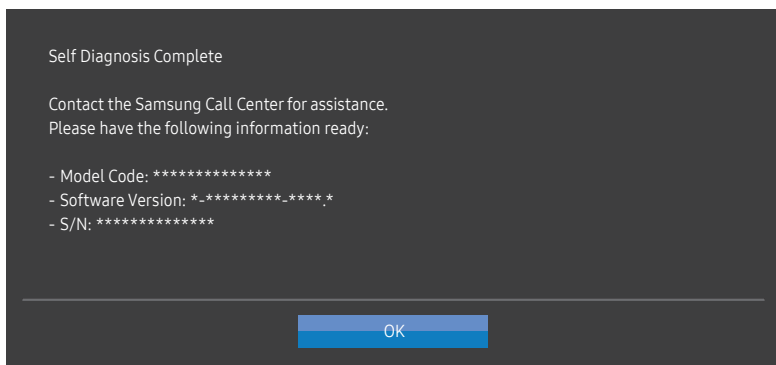 Self Diagnosis Complete
Contact the Samsung Call Center for assistance.
Please have the following information ready:
- Model Code: **************
- Software Version: *-*********-****.*
- S/N: **************
OK